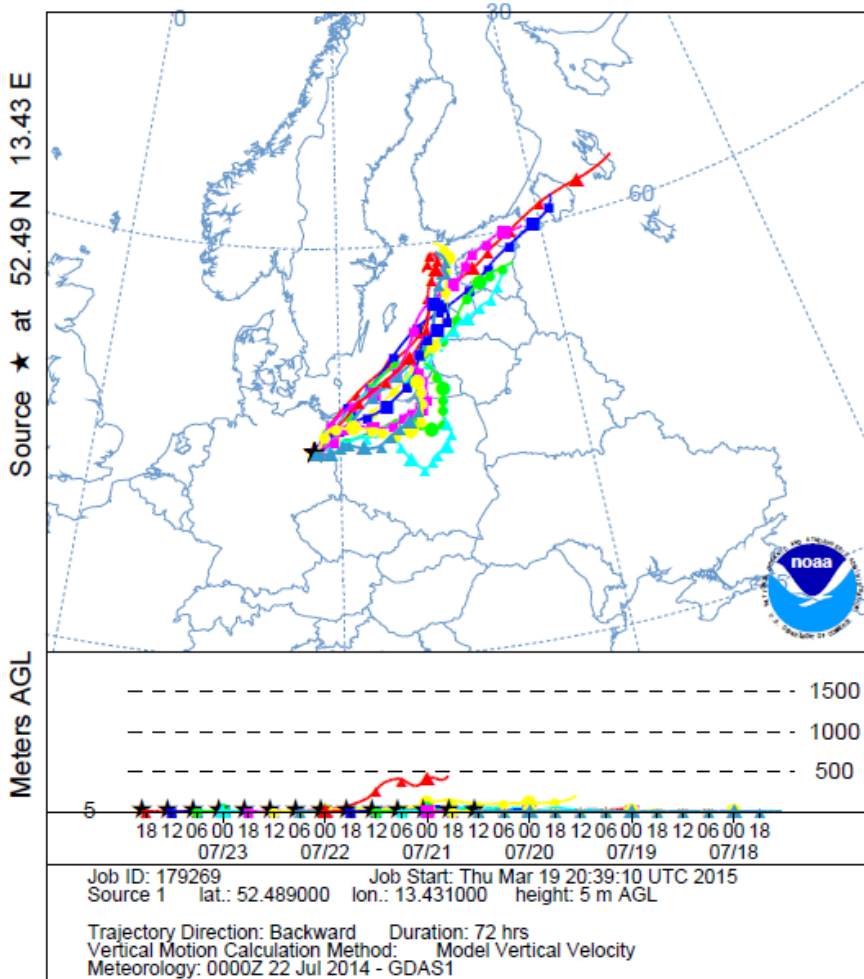 0
30
60
Source ★ at 52.49 N 13.43 E
noaa
Meters AGL
1500
1000
500
5
18 12 06 00 18 12 06 00 18 12 06 00 18 12 06 00 18 12 06 00 18 12 06 00 18
07/23 07/22 07/21 07/20 07/19 07/18
Job ID: 179269 Job Start: Thu Mar 19 20:39:10 UTC 2015
Source 1 lat.: 52.489000 lon.: 13.431000 height: 5 m AGL
Trajectory Direction: Backward Duration: 72 hrs
Vertical Motion Calculation Method: Model Vertical Velocity
Meteorology: 0000Z 22 Jul 2014 - GDAS1